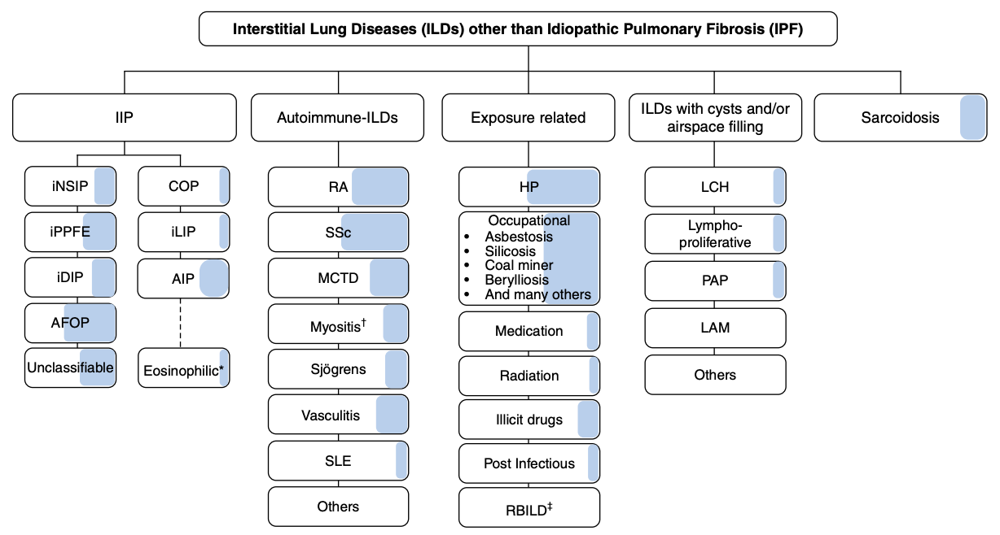 Interstitial Lung Diseases (ILDs) other than Idiopathic Pulmonary Fibrosis (IPF)
IIP
iNSIP
iPPFE
iDIP
AFOP
Unclassifiable
COP
iLIP
AIP
Eosinophilic*
Autoimmune-ILDs
RA
SSc
MCTD
Myositis†
Sjögrens
Vasculitis
SLE
Others
Exposure related
HP
Occupational
• Asbestosis
• Silicosis
• Coal miner
• Berylliosis
• And many others
Medication
Radiation
Illicit drugs
Post Infectious
RBILD‡
ILDs with cysts and/or
airspace filling
LCH
Lympho-
proliferative
PAP
LAM
Others
Sarcoidosis